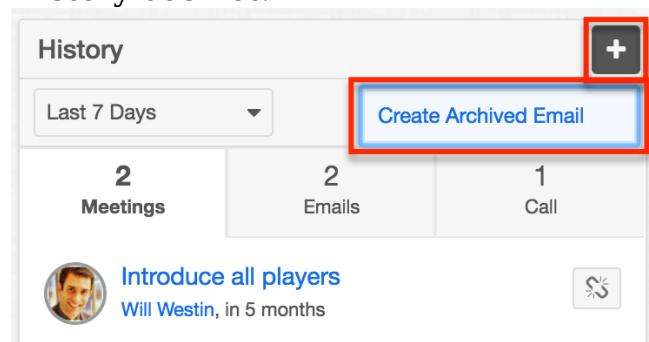 History
+
Last 7 Days
Create Archived Email
2
Meetings
2
Emails
1
Call
Introduce all players
Will Westin, in 5 months